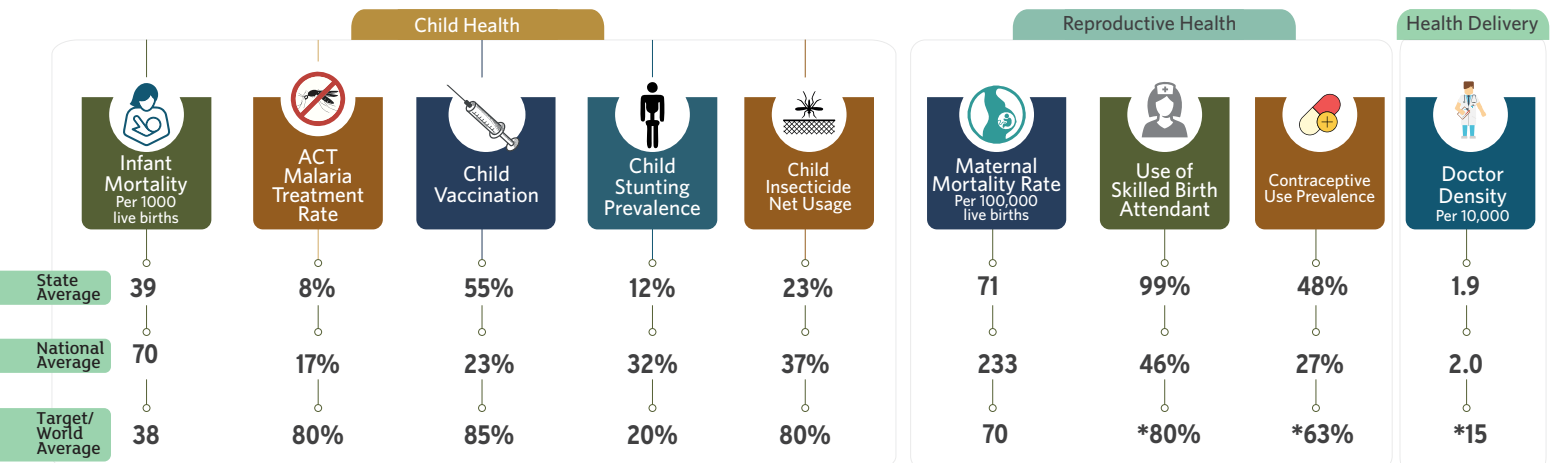 Child Health
Reproductive Health
Health Delivery
Infant
Mortality
Per 1000
live births
ACT
Malaria
Treatment
Rate
Child
Vaccination
Child
Stunting
Prevalence
Child
Insecticide
Net Usage
Maternal
Mortality Rate
Per 100,000
live births
Use of
Skilled Birth
Attendant
Contraceptive
Use Prevalence
Doctor
Density
Per 10,000
State
Average
39 8% 55% 12% 23% 71 99% 48% 1.9
National
Average
70 17% 23% 32% 37% 233 46% 27% 2.0
Target/
World
Average
38 80% 85% 20% 80% 70 *80% *63% *15